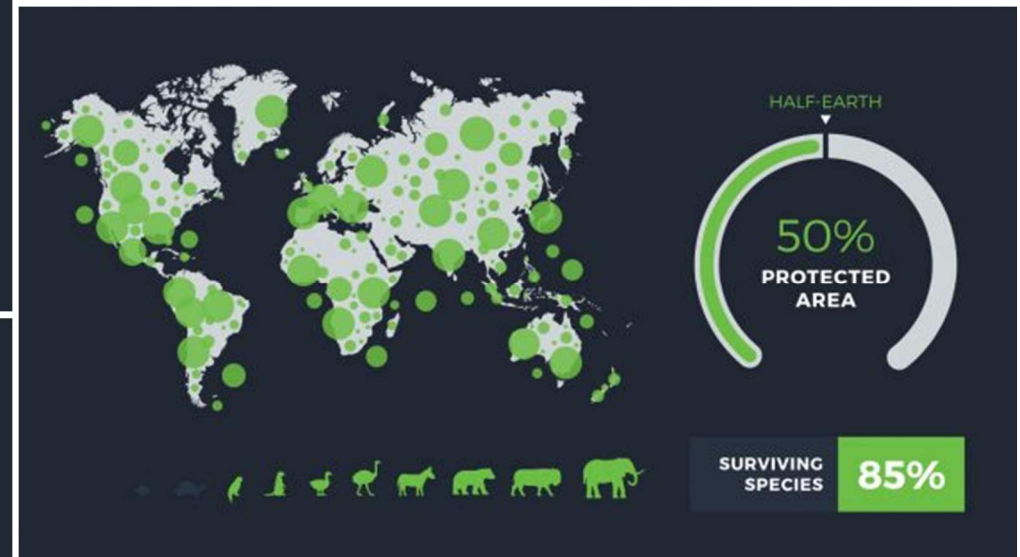 HALF-EARTH
50%
PROTECTED
AREA
SURVIVING
SPECIES
85%